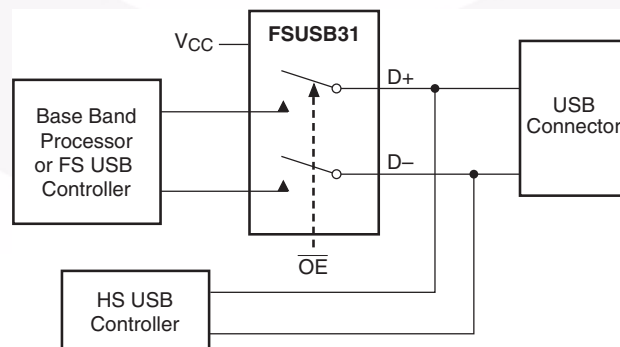 FSUSB31
VCC
D+
Base Band
Processor
or FS USB
Controller
USB
Connector
D–
OE
HS USB
Controller